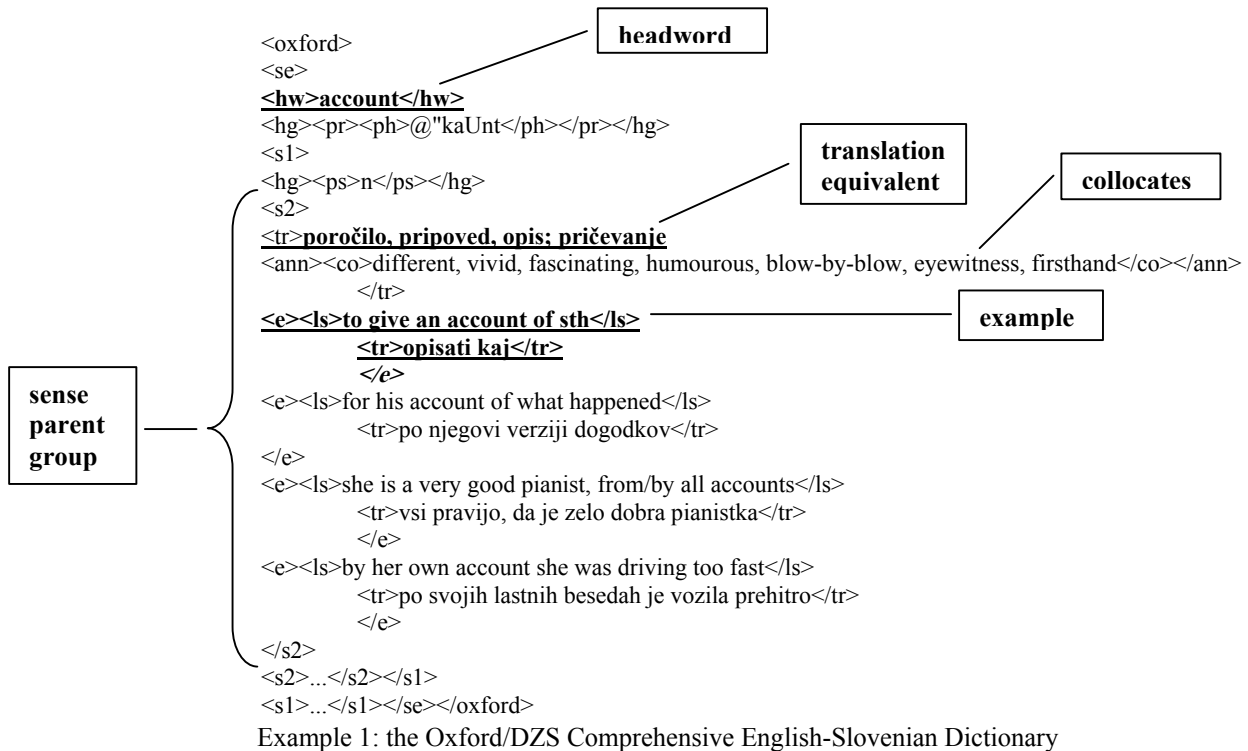 headword
<oxford>
<se>
<hw>account</hw>
<hg><pr><ph>@"kaUnt</ph></pr></hg>
<s1>
translation
equivalent
collocates
<hg><ps>n</ps></hg>
<s2>
<tr>poročilo, pripoved, opis; pričevanje
<ann><co>different, vivid, fascinating, humourous, blow-by-blow, eyewitness, firsthand</co></ann>
</tr>
<e><ls>to give an account of sth</ls>
example
<tr>opisati kaj</tr>
</e>
sense
parent
group
<e><ls>for his account of what happened</ls>
<tr>po njegovi verziji dogodkov</tr>
</e>
<e><ls>she is a very good pianist, from/by all accounts</ls>
<tr>vsi pravijo, da je zelo dobra pianistka</tr>
</e>
<e><ls>by her own account she was driving too fast</ls>
<tr>po svojih lastnih besedah je vozila prehitro</tr>
</e>
</s2>
<s2>...</s2></s1>
<s1>...</s1></se></oxford>
Example 1: the Oxford/DZS Comprehensive English-Slovenian Dictionary